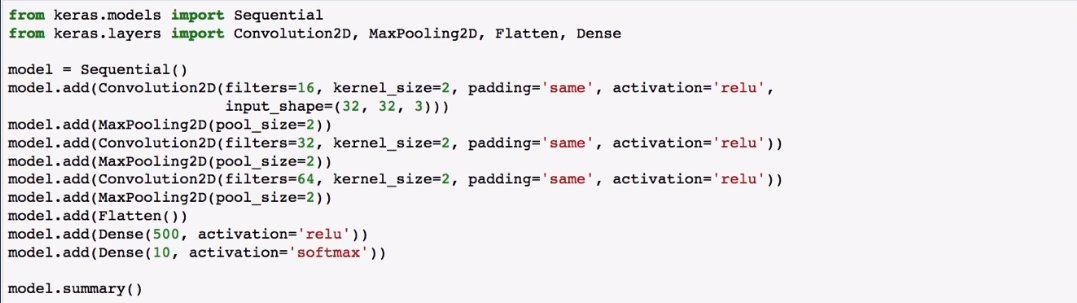 from keras.models import Sequential
from keras.layers import Convolution2D, MaxPooling2D, Flatten, Dense

model = Sequential()
model.add(Convolution2D(filters=16, kernel_size=2, padding='same', activation='relu',
                        input_shape=(32, 32, 3)))
model.add(MaxPooling2D(pool_size=2))
model.add(Convolution2D(filters=32, kernel_size=2, padding='same', activation='relu'))
model.add(MaxPooling2D(pool_size=2))
model.add(Convolution2D(filters=64, kernel_size=2, padding='same', activation='relu'))
model.add(MaxPooling2D(pool_size=2))
model.add(Flatten())
model.add(Dense(500, activation='relu'))
model.add(Dense(10, activation='softmax'))

model.summary()